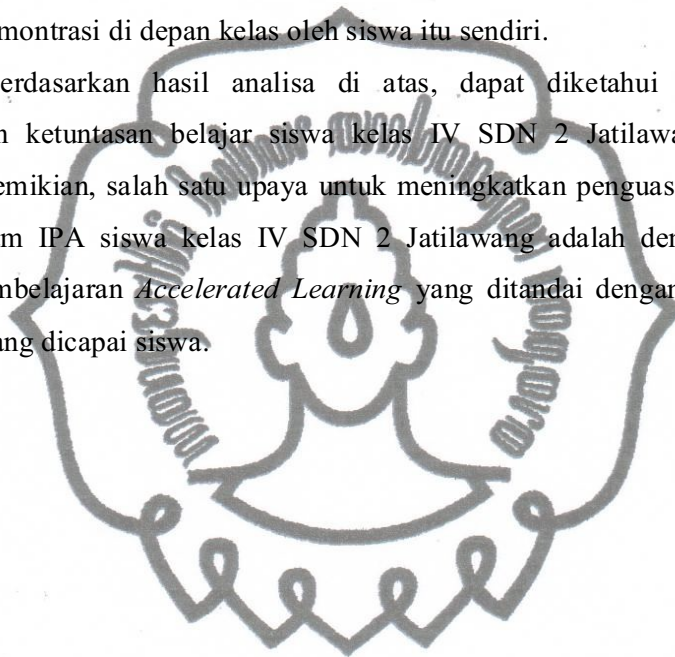 montrasi di depan kelas oleh siswa itu sendiri.
erdasarkan hasil analisa di atas, dapat diketahui
ketuntasan belajar siswa kelas IV SDN 2 Jatilawa
emikian, salah satu upaya untuk meningkatkan penguas
m IPA siswa kelas IV SDN 2 Jatilawang adalah den
mbelajaran Accelerated Learning yang ditandai dengan
ang dicapai siswa.